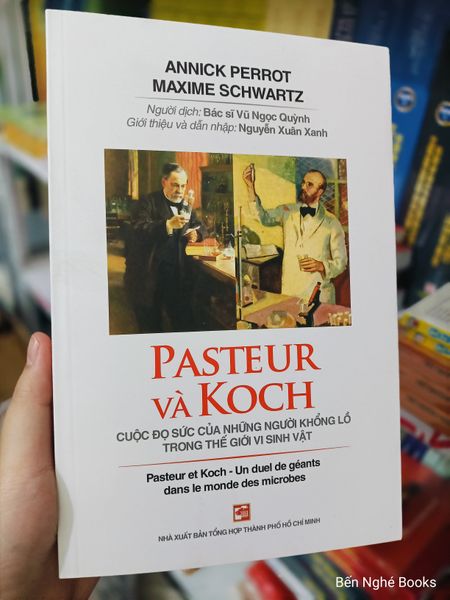 ANNICK PERROT
MAXIME SCHWARTZ
Người dịch: Bác sĩ Vũ Ngọc Quỳnh
Giới thiệu và dẫn nhập: Nguyễn Xuân Xanh
PASTEUR
VÀ KOCH
CUỘC ĐỌ SỨC CỦA NHỮNG NGƯỜI KHỔNG LỒ
TRONG THẾ GIỚI VI SINH VẬT
Pasteur et Koch - Un duel de géants
dans le monde des microbes
NHÀ XUẤT BẢN TỔNG HỢP THÀNH PHỐ HỒ CHÍ MINH
Bến Nghé Books